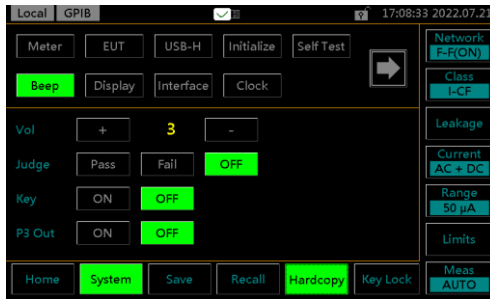 Local GPIB 17:08:33 2022.07.21
Meter EUT USB-H Initialize Self Test
Beep Display Interface Clock
Vol + 3 -
Judge Pass Fail OFF
Key ON OFF
P3 Out ON OFF
Home System Save Recall Hardcopy Key Lock
Network
F-F(ON)
Class
I-CF
Leakage
Current
AC + DC
Range
50 µA
Limits
Meas
AUTO